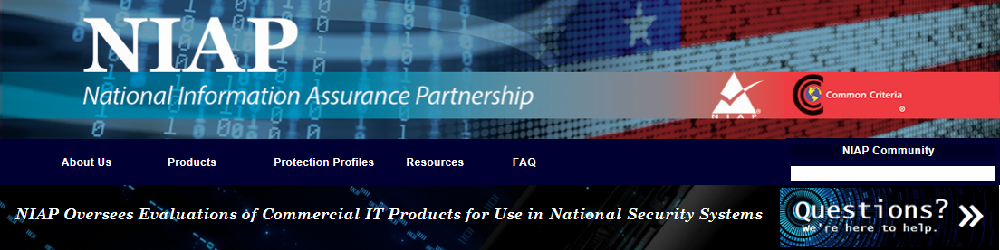 NIAP
National Information Assurance Partnership
NIAP®
Common Criteria
®
About Us Products Protection Profiles Resources FAQ
NIAP Community
NIAP Oversees Evaluations of Commercial IT Products for Use in National Security Systems
Questions?
We're here to help.